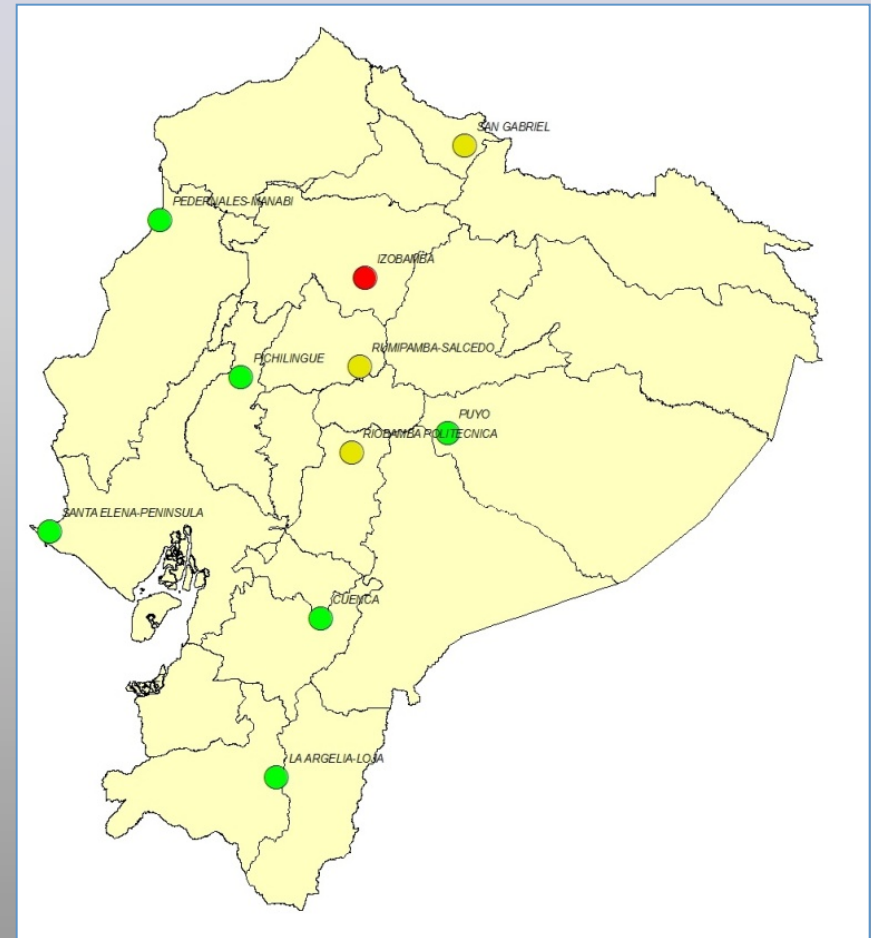 SAN GABRIEL
PEDERNALES-MANABI
IZOBAMBA
RUMIPAMBA-SALCEDO
PICHILINGUE
PUYO
RIOBAMBA POLITECNICA
SANTA ELENA-PENINSULA
CUENCA
LA ARGELIA-LOJA